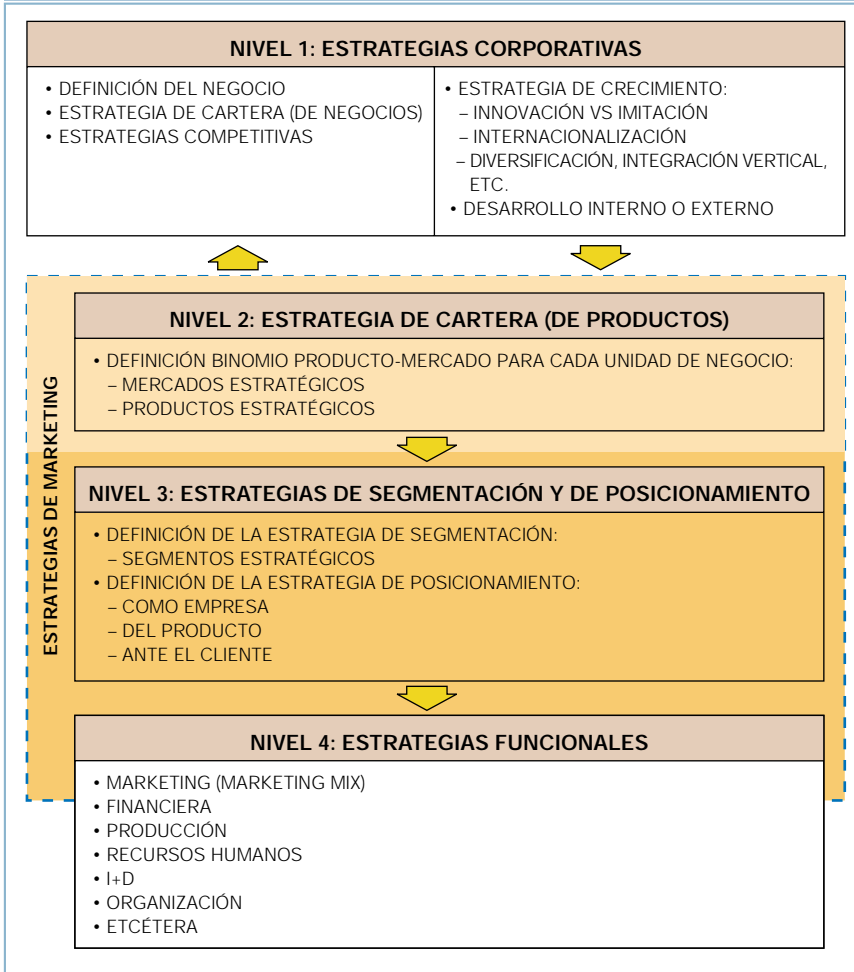 NIVEL 1: ESTRATEGIAS CORPORATIVAS
• DEFINICIÓN DEL NEGOCIO
• ESTRATEGIA DE CARTERA (DE NEGOCIOS)
• ESTRATEGIAS COMPETITIVAS
• ESTRATEGIA DE CRECIMIENTO:
– INNOVACIÓN VS IMITACIÓN
– INTERNACIONALIZACIÓN
– DIVERSIFICACIÓN, INTEGRACIÓN VERTICAL,
ETC.
• DESARROLLO INTERNO O EXTERNO
ESTRATEGIAS DE MARKETING
NIVEL 2: ESTRATEGIA DE CARTERA (DE PRODUCTOS)
• DEFINICIÓN BINOMIO PRODUCTO-MERCADO PARA CADA UNIDAD DE NEGOCIO:
– MERCADOS ESTRATÉGICOS
– PRODUCTOS ESTRATÉGICOS
NIVEL 3: ESTRATEGIAS DE SEGMENTACIÓN Y DE POSICIONAMIENTO
• DEFINICIÓN DE LA ESTRATEGIA DE SEGMENTACIÓN:
– SEGMENTOS ESTRATÉGICOS
• DEFINICIÓN DE LA ESTRATEGIA DE POSICIONAMIENTO:
– COMO EMPRESA
– DEL PRODUCTO
– ANTE EL CLIENTE
NIVEL 4: ESTRATEGIAS FUNCIONALES
• MARKETING (MARKETING MIX)
• FINANCIERA
• PRODUCCIÓN
• RECURSOS HUMANOS
• I+D
• ORGANIZACIÓN
• ETCÉTERA